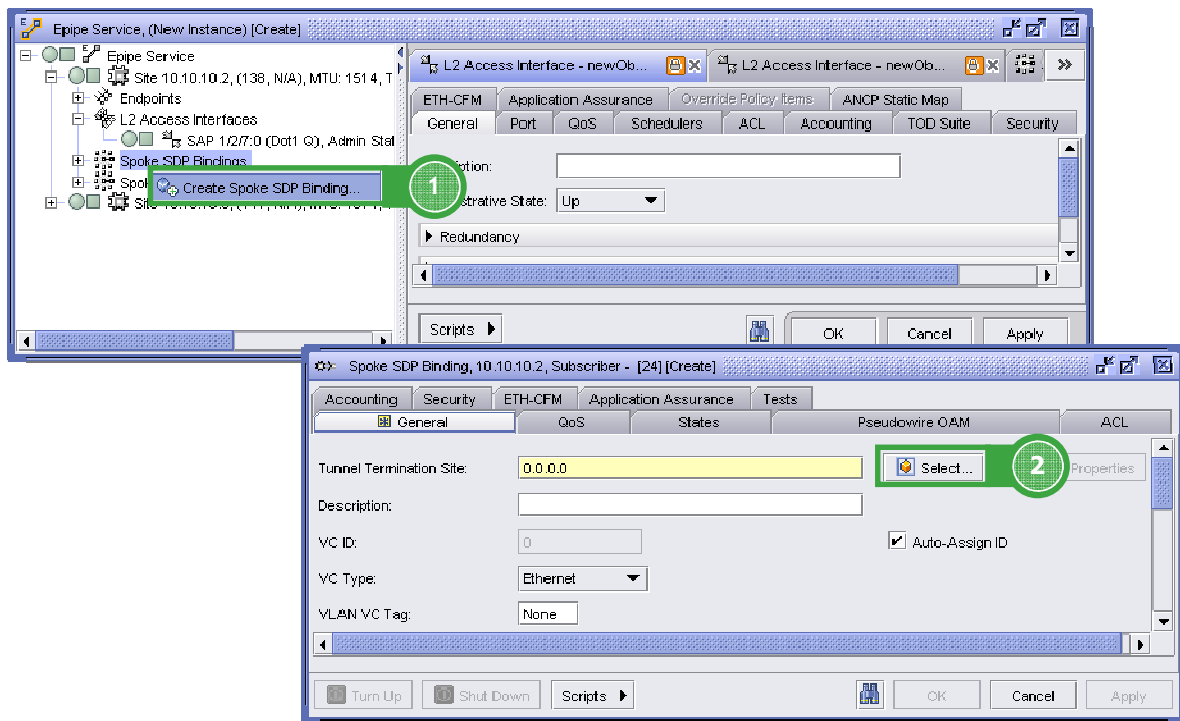 Epipe Service, (New Instance) [Create]
Epipe Service
Site 10.10.10.2, (138, N/A), MTU: 1514, T
Endpoints
L2 Access Interfaces
SAP 1/2/7:0 (Dot1 Q), Admin Stat
Spoke SDP Bindings
Create Spoke SDP Binding...
1
L2 Access Interface - newOb...
L2 Access Interface - newOb...
ETH-CFM
Application Assurance
Override Policy Items
ANCP Static Map
General
Port
QoS
Schedulers
ACL
Accounting
TOD Suite
Security
ption:
strative State:
Up
Redundancy
Scripts
OK
Cancel
Apply
Spoke SDP Binding, 10.10.10.2, Subscriber - [24] [Create]
Accounting
Security
ETH-CFM
Application Assurance
Tests
General
QoS
States
Pseudowire OAM
ACL
Tunnel Termination Site:
0.0.0.0
Select...
2
Properties
Description:
VC ID:
0
Auto-Assign ID
VC Type:
Ethernet
VLAN VC Tag:
None
Turn Up
Shut Down
Scripts
OK
Cancel
Apply